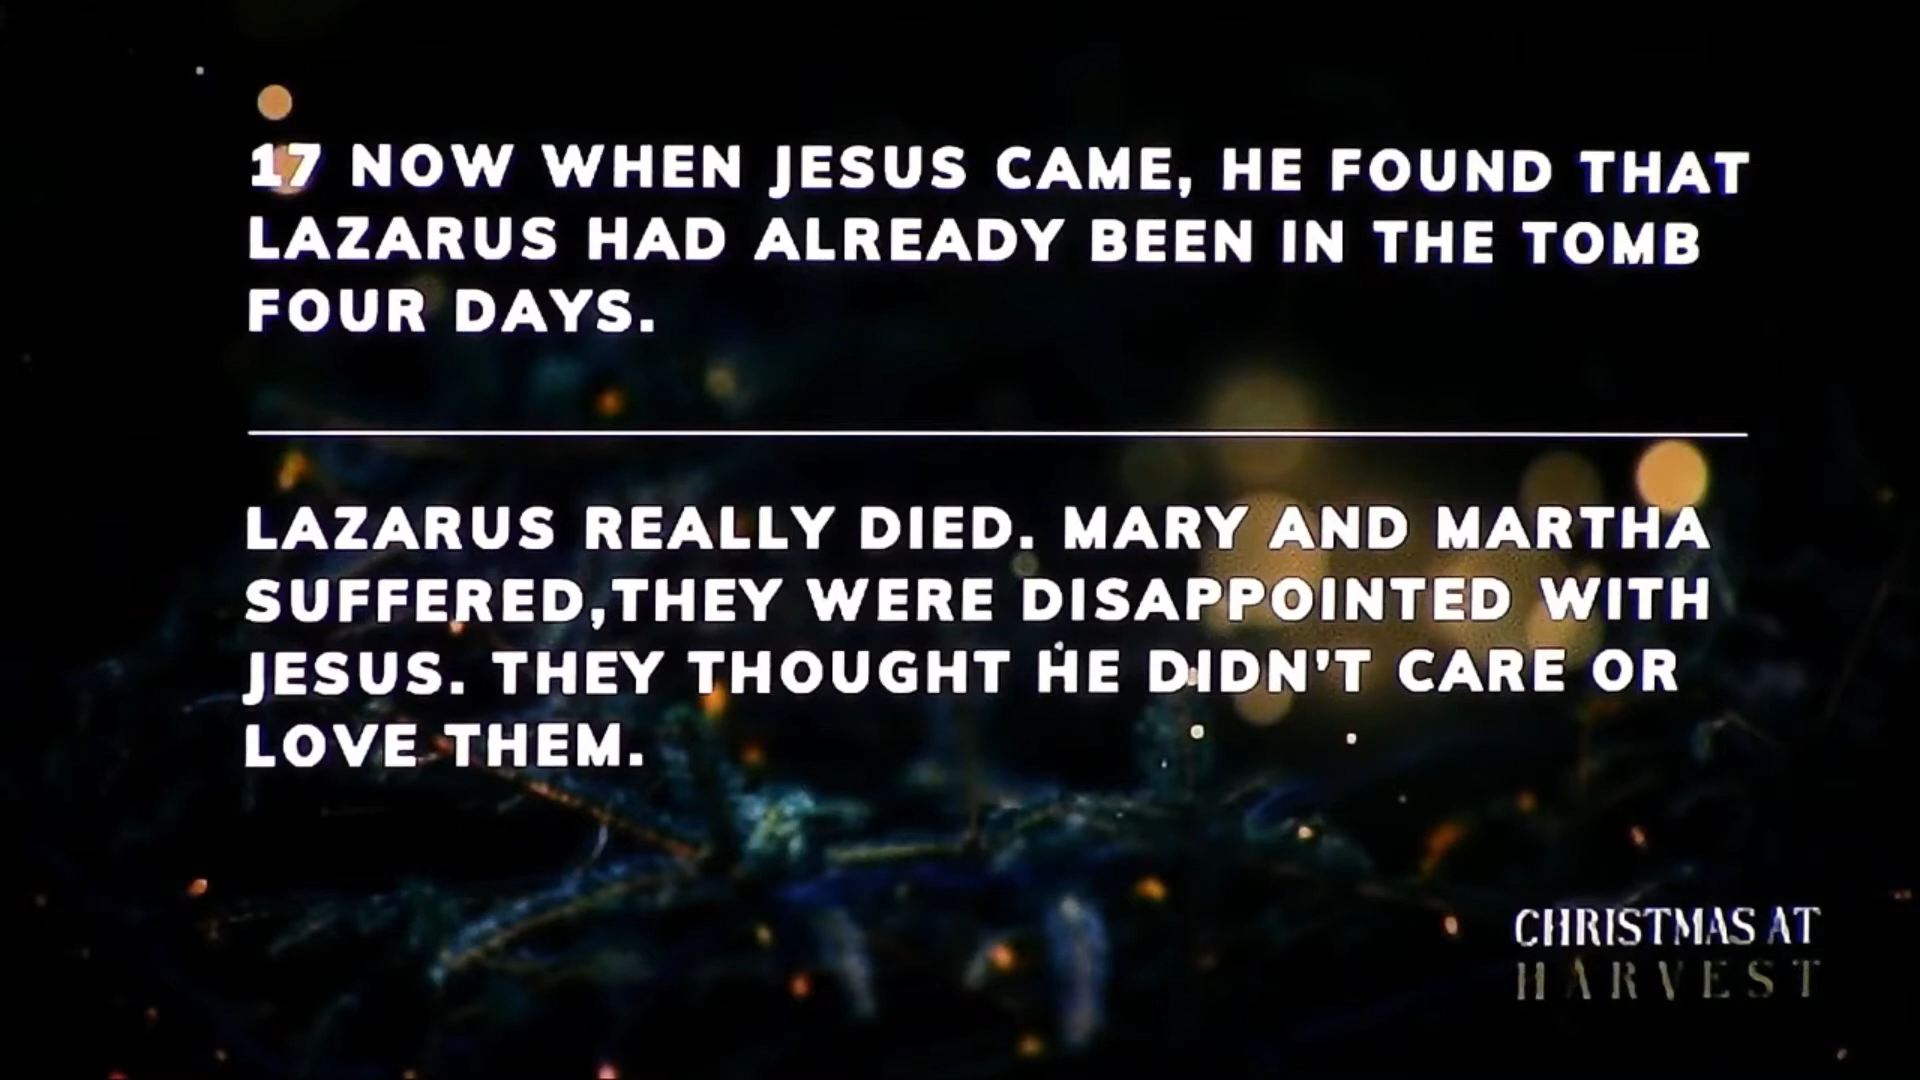 17 NOW WHEN JESUS CAME, HE FOUND THAT
LAZARUS HAD ALREADY BEEN IN THE TOMB
FOUR DAYS.
LAZARUS REALLY DIED. MARY AND MARTHA
SUFFERED,THEY WERE DISAPPOINTED WITH
JESUS. THEY THOUGHT HE DIDN'T CARE OR
LOVE THEM.
CHRISTMAS AT
HARVEST